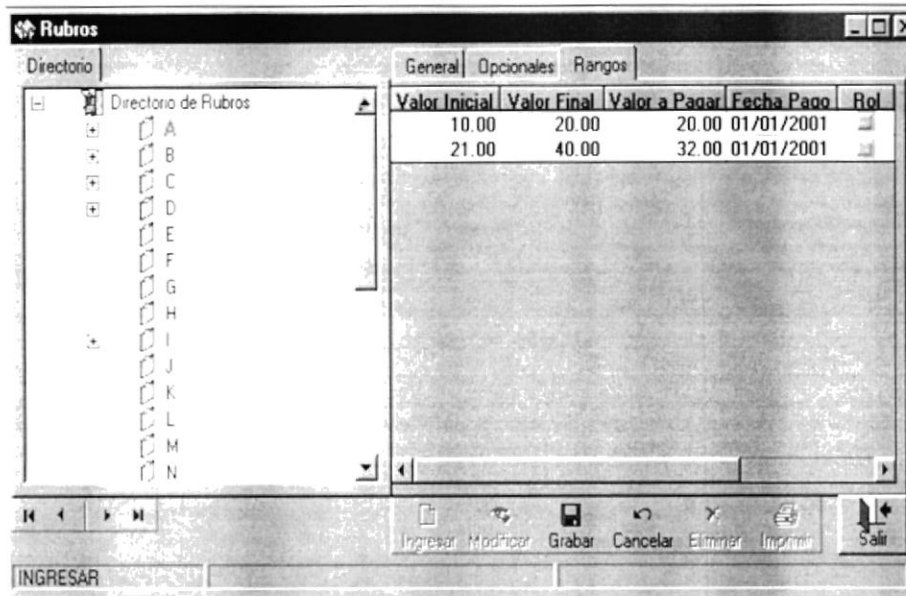 Rubros
Directorio
General Opcionales Rangos
Directorio de Rubros
A
B
C
D
E
F
G
H
I
J
K
L
M
N
Valor Inicial Valor Final Valor a Pagar Fecha Pago Rol
10.00 20.00 20.00 01/01/2001
21.00 40.00 32.00 01/01/2001
Ingresar Modificar Grabar Cancelar Eliminar Imprimir Salir
INGRESAR